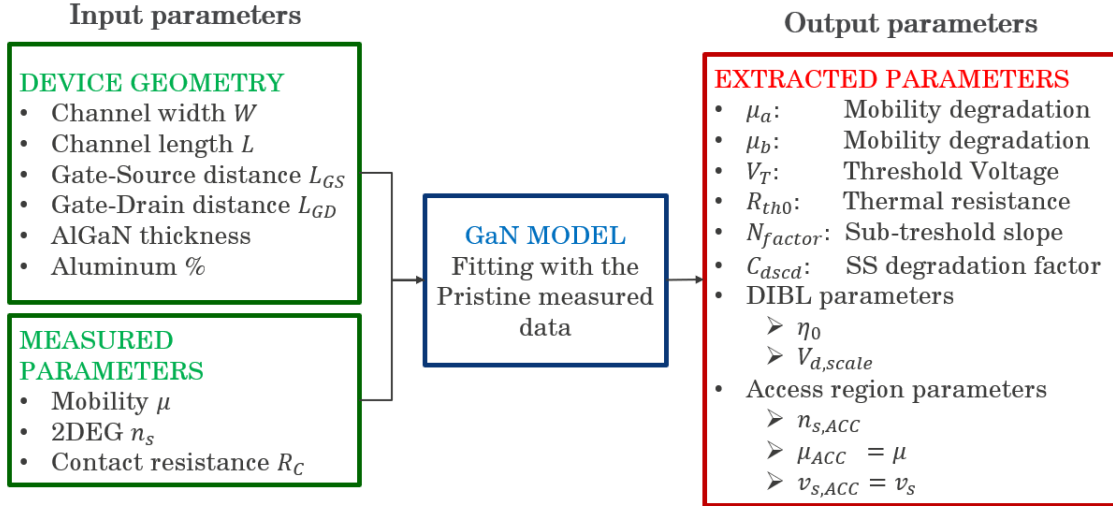 Input parameters
DEVICE GEOMETRY
• Channel width W
• Channel length L
• Gate-Source distance L_GS
• Gate-Drain distance L_GD
• AlGaN thickness
• Aluminum %
MEASURED
PARAMETERS
• Mobility μ
• 2DEG n_s
• Contact resistance R_C
GaN MODEL
Fitting with the
Pristine measured
data
Output parameters
EXTRACTED PARAMETERS
• μ_a: Mobility degradation
• μ_b: Mobility degradation
• V_T: Threshold Voltage
• R_th0: Thermal resistance
• N_factor: Sub-treshold slope
• C_dscd: SS degradation factor
• DIBL parameters
➢ η_0
➢ V_d,scale
• Access region parameters
➢ n_s,ACC
➢ μ_ACC = μ
➢ v_s,ACC = v_s